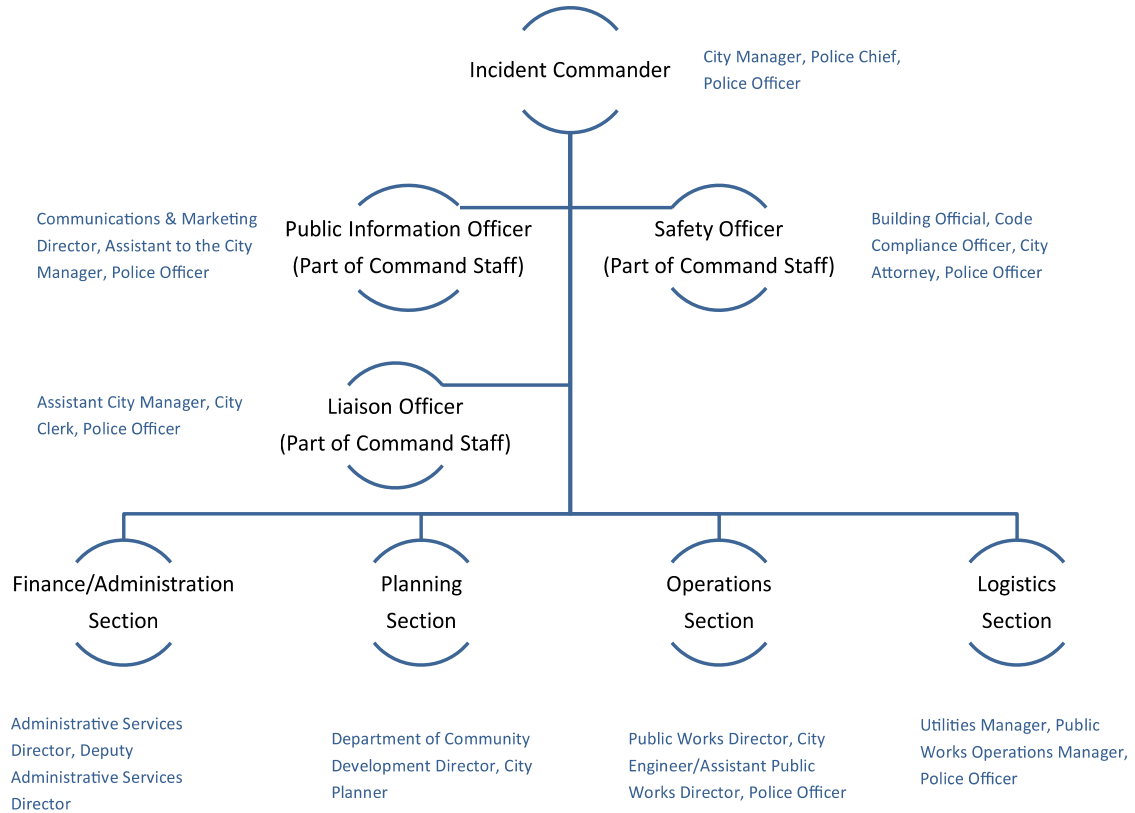 Incident Commander
City Manager, Police Chief,
Police Officer
Communications & Marketing
Director, Assistant to the City
Manager, Police Officer
Public Information Officer
(Part of Command Staff)
Safety Officer
(Part of Command Staff)
Building Official, Code
Compliance Officer, City
Attorney, Police Officer
Assistant City Manager, City
Clerk, Police Officer
Liaison Officer
(Part of Command Staff)
Finance/Administration
Section
Planning
Section
Operations
Section
Logistics
Section
Administrative Services
Director, Deputy
Administrative Services
Director
Department of Community
Development Director, City
Planner
Public Works Director, City
Engineer/Assistant Public
Works Director, Police Officer
Utilities Manager, Public
Works Operations Manager,
Police Officer